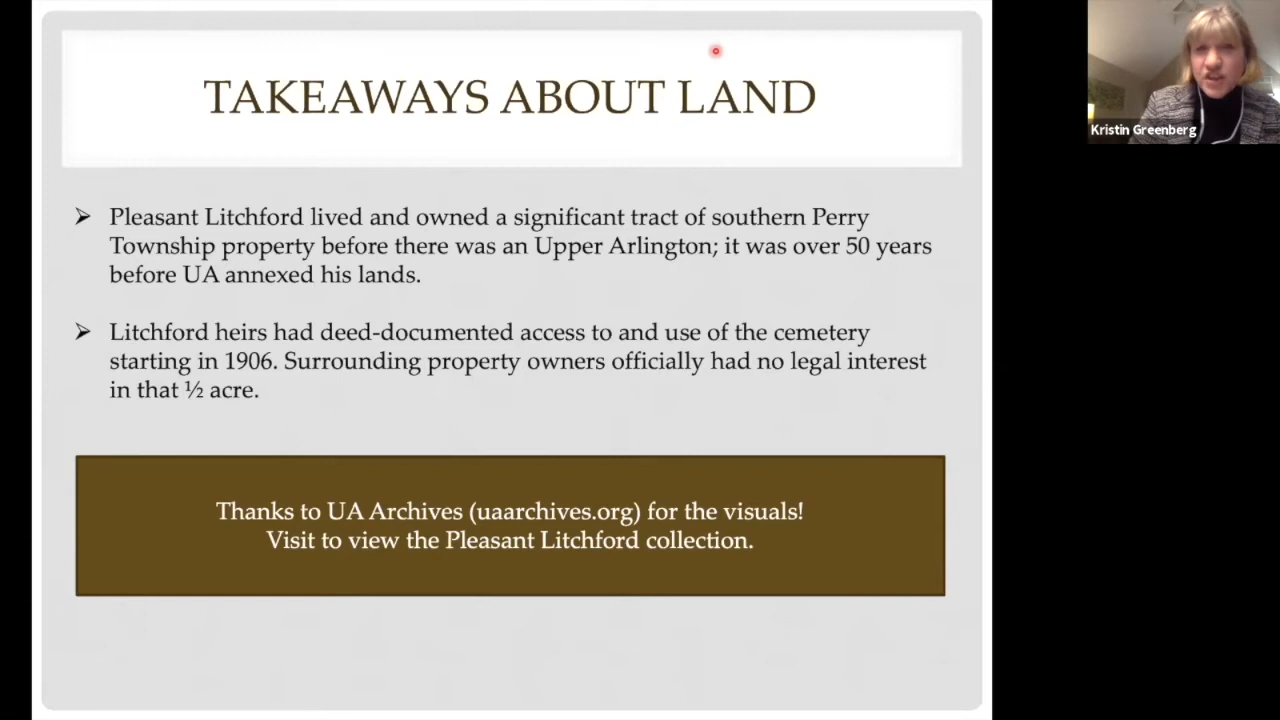 TAKEAWAYS ABOUT LAND
Kristin Greenberg
➢ Pleasant Litchford lived and owned a significant tract of southern Perry
Township property before there was an Upper Arlington; it was over 50 years
before UA annexed his lands.
➢ Litchford heirs had deed-documented access to and use of the cemetery
starting in 1906. Surrounding property owners officially had no legal interest
in that ½ acre.
Thanks to UA Archives (uaarchives.org) for the visuals!
Visit to view the Pleasant Litchford collection.